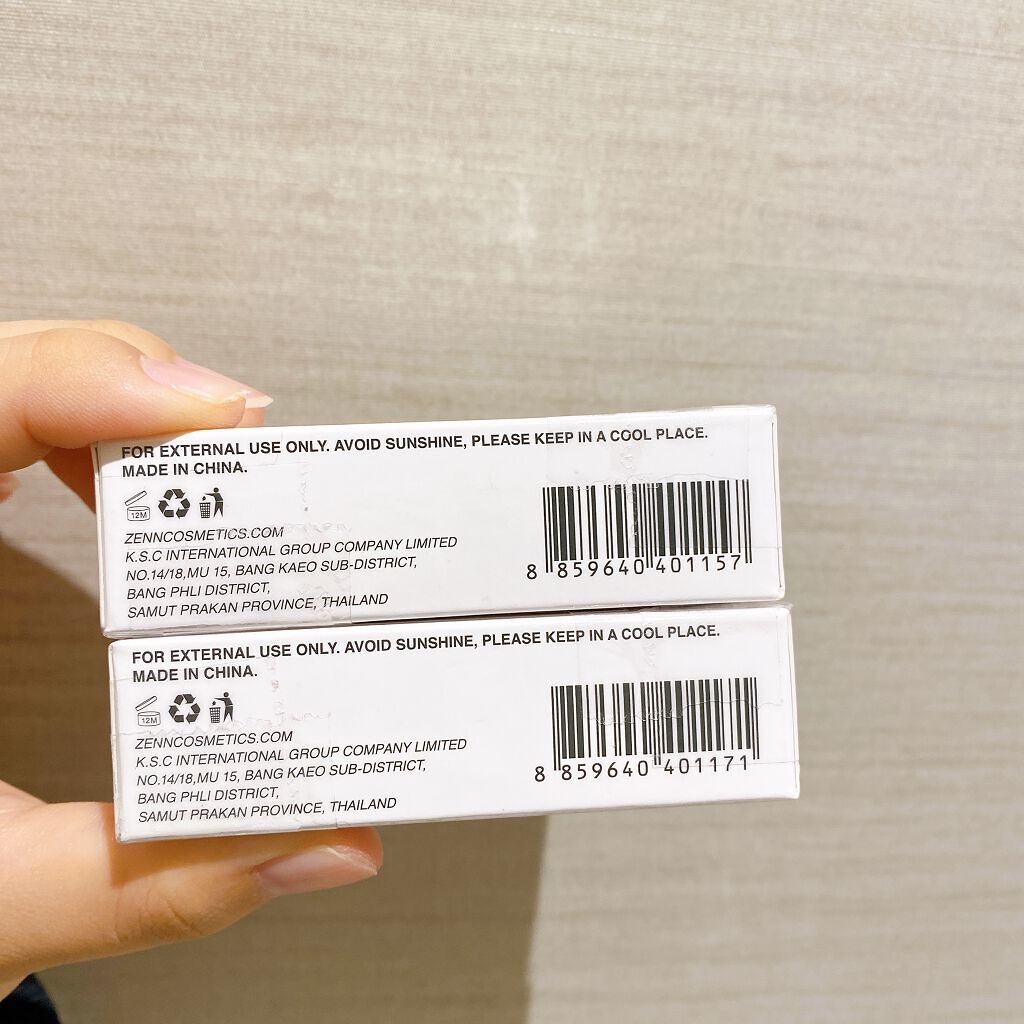 FOR EXTERNAL USE ONLY. AVOID SUNSHINE, PLEASE KEEP IN A COOL PLACE.
MADE IN CHINA.
12M
ZENNCOSMETICS.COM
K.S.C INTERNATIONAL GROUP COMPANY LIMITED
NO.14/18,MU 15, BANG KAEO SUB-DISTRICT,
BANG PHLI DISTRICT,
SAMUT PRAKAN PROVINCE, THAILAND
8 859640 401157
FOR EXTERNAL USE ONLY. AVOID SUNSHINE, PLEASE KEEP IN A COOL PLACE.
MADE IN CHINA.
12M
ZENNCOSMETICS.COM
K.S.C INTERNATIONAL GROUP COMPANY LIMITED
NO.14/18,MU 15, BANG KAEO SUB-DISTRICT,
BANG PHLI DISTRICT,
SAMUT PRAKAN PROVINCE, THAILAND
8 859640 401171